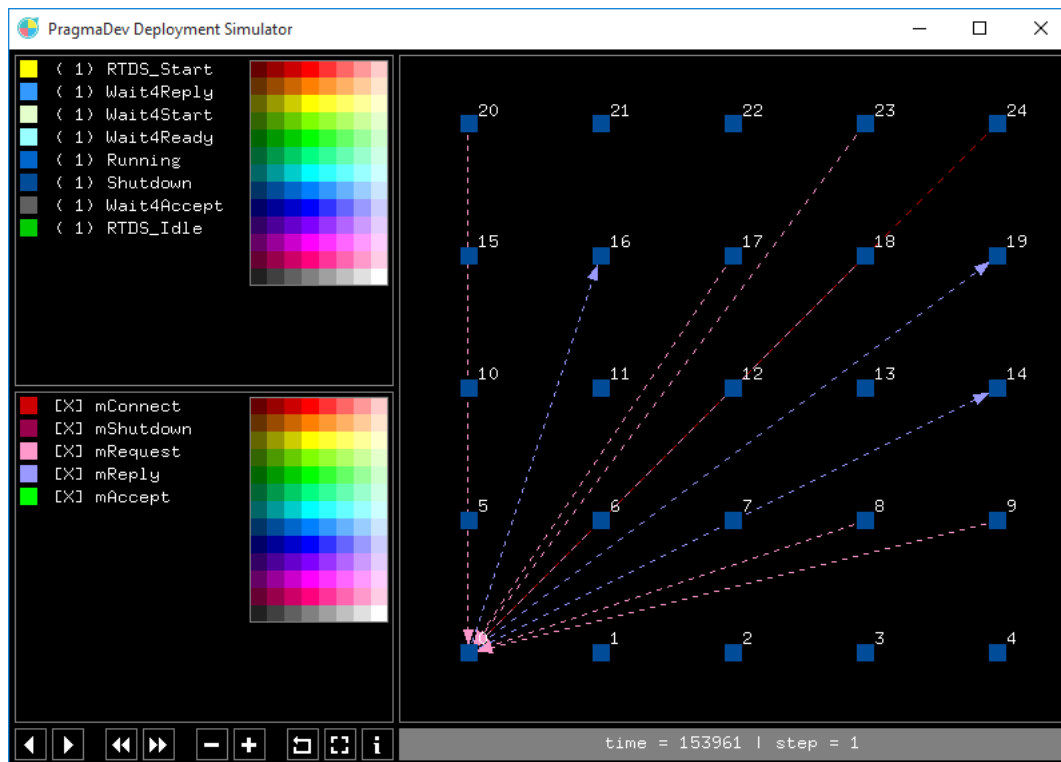 PragmaDev Deployment Simulator
( 1) RTDS_Start
( 1) Wait4Reply
( 1) Wait4Start
( 1) Wait4Ready
( 1) Running
( 1) Shutdown
( 1) Wait4Accept
( 1) RTDS_Idle
[X] mConnect
[X] mShutdown
[X] mRequest
[X] mReply
[X] mAccept
20 21 22 23 24
15 16 17 18 19
10 11 12 13 14
5 6 7 8 9
0 1 2 3 4
i
time = 153961 | step = 1